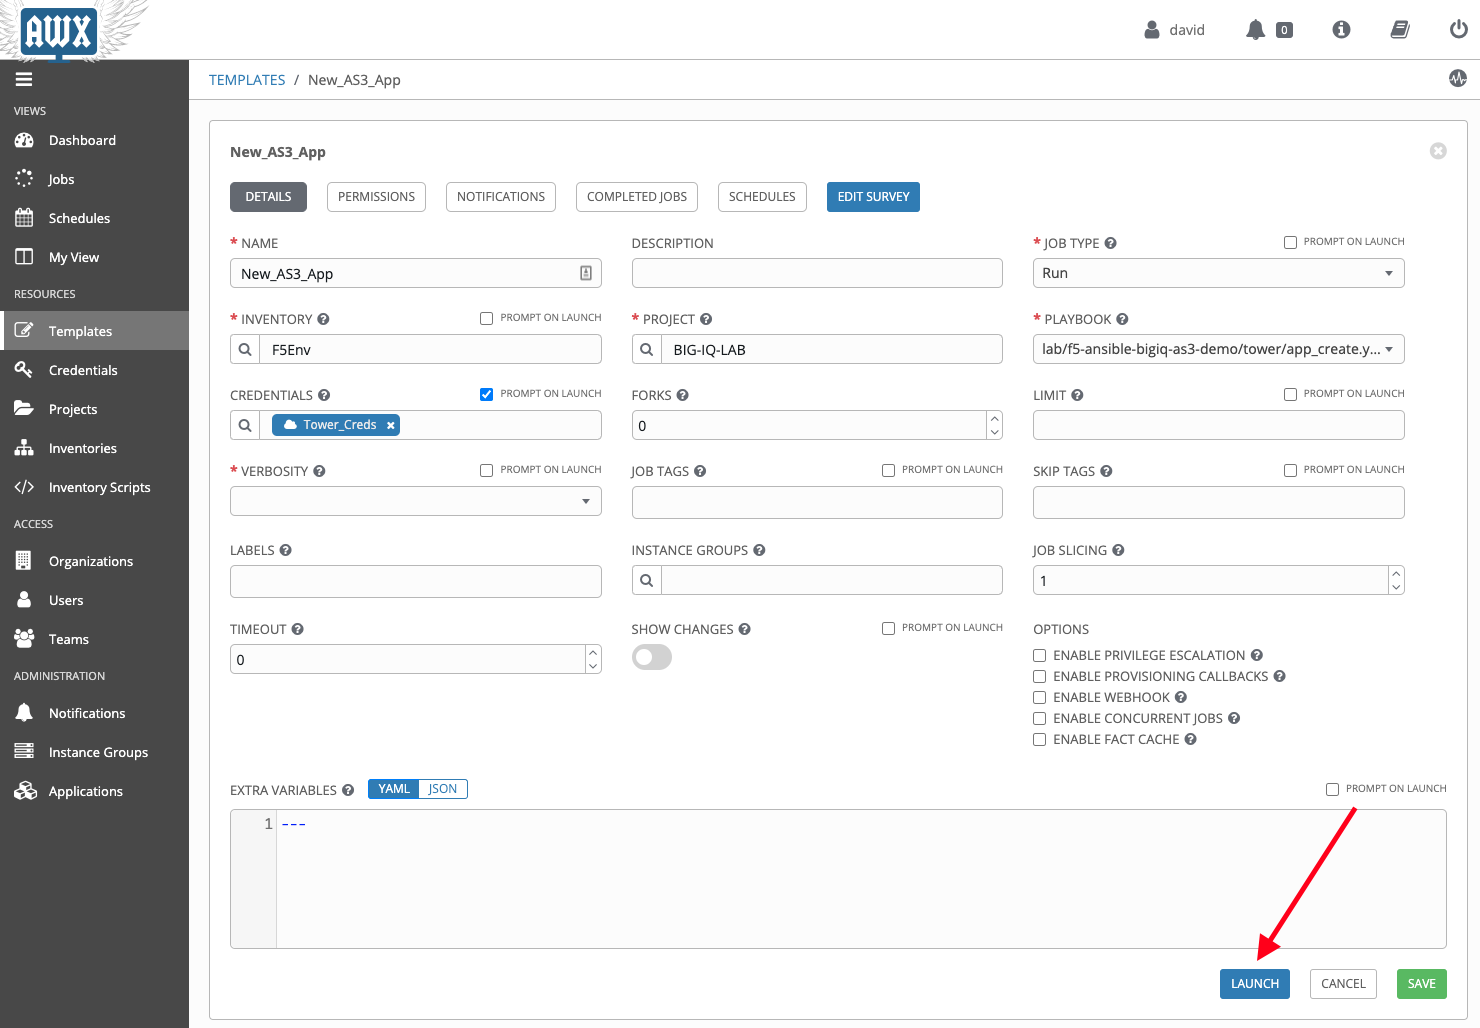 AWX
david
0
TEMPLATES / New_AS3_App
VIEWS
Dashboard
Jobs
Schedules
My View
RESOURCES
Templates
Credentials
Projects
Inventories
Inventory Scripts
ACCESS
Organizations
Users
Teams
ADMINISTRATION
Notifications
Instance Groups
Applications
New_AS3_App
DETAILS PERMISSIONS NOTIFICATIONS COMPLETED JOBS SCHEDULES EDIT SURVEY
* NAME
New_AS3_App
DESCRIPTION
* JOB TYPE PROMPT ON LAUNCH
Run
* INVENTORY PROMPT ON LAUNCH
F5Env
* PROJECT
BIG-IQ-LAB
* PLAYBOOK
lab/f5-ansible-bigiq-as3-demo/tower/app_create.y...
CREDENTIALS PROMPT ON LAUNCH
Tower_Creds ×
FORKS
0
LIMIT PROMPT ON LAUNCH
* VERBOSITY PROMPT ON LAUNCH
JOB TAGS PROMPT ON LAUNCH
SKIP TAGS PROMPT ON LAUNCH
LABELS
INSTANCE GROUPS
JOB SLICING
1
TIMEOUT
0
SHOW CHANGES PROMPT ON LAUNCH
OPTIONS
ENABLE PRIVILEGE ESCALATION
ENABLE PROVISIONING CALLBACKS
ENABLE WEBHOOK
ENABLE CONCURRENT JOBS
ENABLE FACT CACHE
EXTRA VARIABLES YAML JSON PROMPT ON LAUNCH
1 ---
LAUNCH CANCEL SAVE